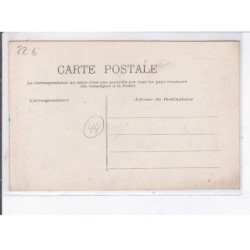 22 6
CARTE POSTALE
La Correspondance au recto n'est pas acceptée par tous les pays étrangers
(Se renseigner à la Poste)
Correspondance
Adresse du Destinataire
44